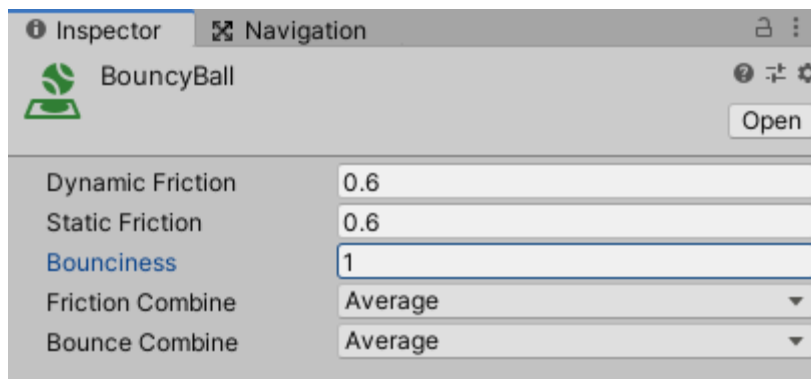 Inspector Navigation
BouncyBall
Open
Dynamic Friction 0.6
Static Friction 0.6
Bounciness 1
Friction Combine Average
Bounce Combine Average